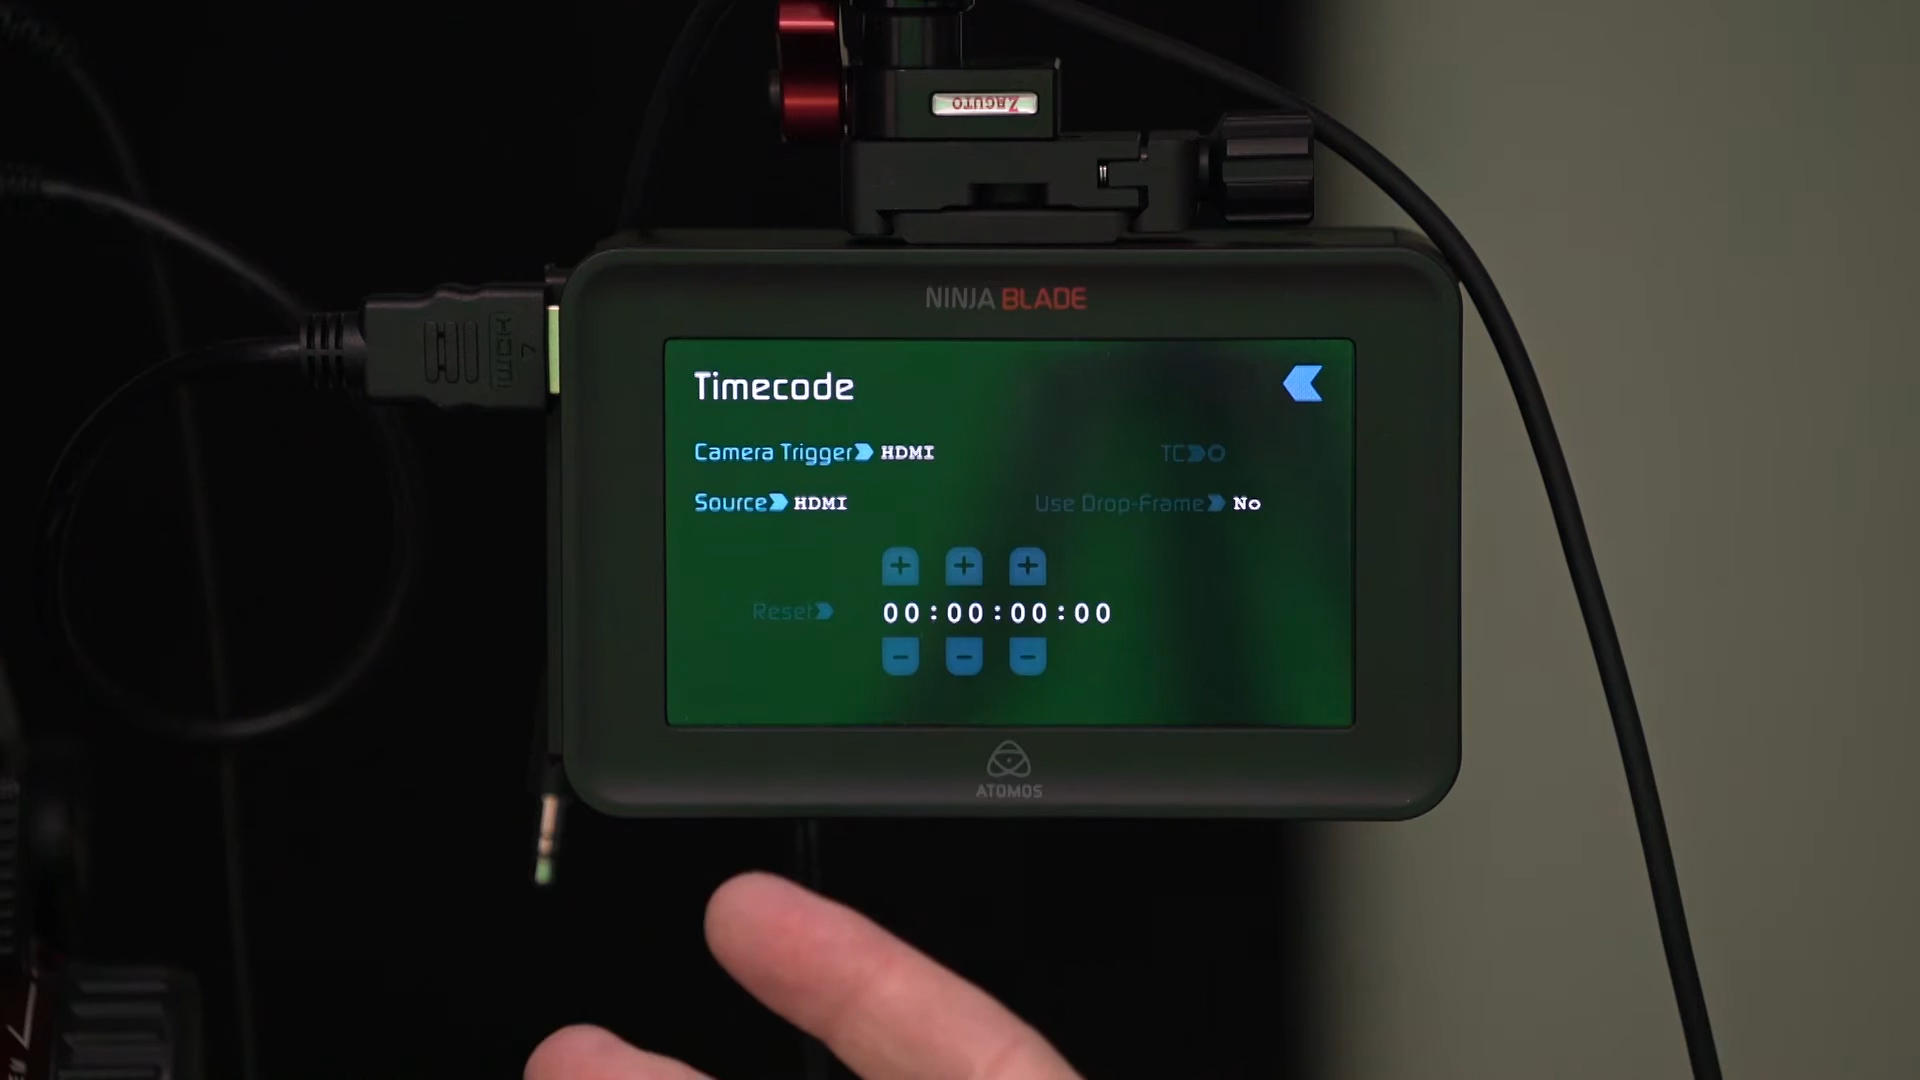 ZACUTO
NINJA BLADE
Timecode
Camera Trigger HDMI
TC
Source HDMI
Use Drop-Frame No
+ + +
Reset 00:00:00:00
- - -
ATOMOS
HDMI